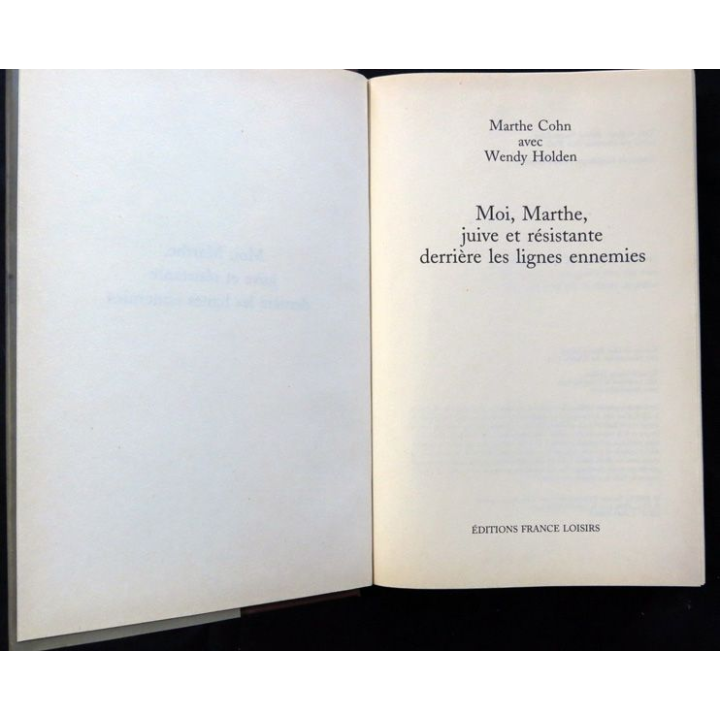 Marthe Cohn
avec
Wendy Holden
Moi, Marthe,
juive et résistante
derrière les lignes ennemies
ÉDITIONS FRANCE LOISIRS